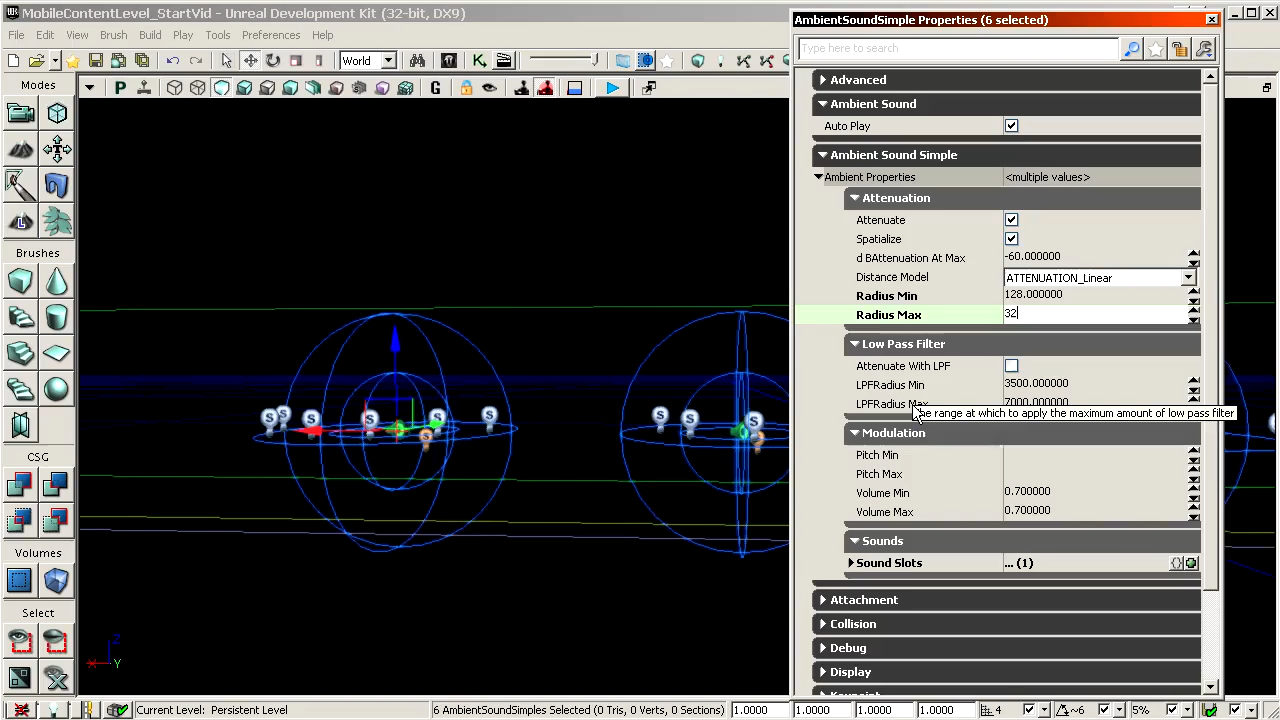 MobileContentLevel_StartVid - Unreal Development Kit (32-bit, DX9)
File Edit View Brush Build Play Tools Preferences Help
World
Modes
P
G
Brushes
CSG
Volumes
Select
S S S S S S
S S S
Z
X Y
AmbientSoundSimple Properties (6 selected)
Type here to search
Advanced
Ambient Sound
Auto Play
Ambient Sound Simple
Ambient Properties <multiple values>
Attenuation
Attenuate
Spatialize
d BAttenuation At Max -60.000000
Distance Model ATTENUATION_Linear
Radius Min 128.000000
Radius Max 32
Low Pass Filter
Attenuate With LPF
LPFRadius Min 3500.000000
LPFRadius Max 7000.000000
he range at which to apply the maximum amount of low pass filter
Modulation
Pitch Min
Pitch Max
Volume Min 0.700000
Volume Max 0.700000
Sounds
Sound Slots ... (1)
Attachment
Collision
Debug
Display
Keypoint
Current Level: Persistent Level
6 AmbientSoundSimples Selected (0 Tris, 0 Verts, 0 Sections)
1.0000 1.0000 1.0000 1.0000 4 ~6 5%